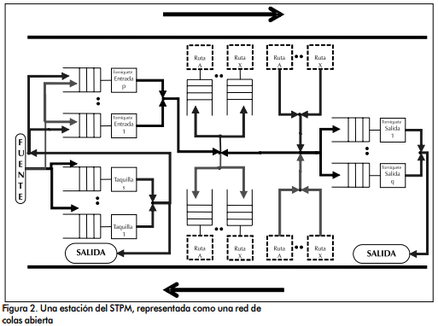 Ruta
A
Ruta
X
Ruta
A
Ruta
X
Torniquete
Entrada
p
Torniquete
Entrada
1
FUENTE
Taquilla
Taquilla
1
SALIDA
Torniquete
Salida
1
Torniquete
Salida
q
Ruta
A
Ruta
X
Ruta
A
Ruta
X
SALIDA
Figura 2. Una estación del STPM, representada como una red de
colas abierta